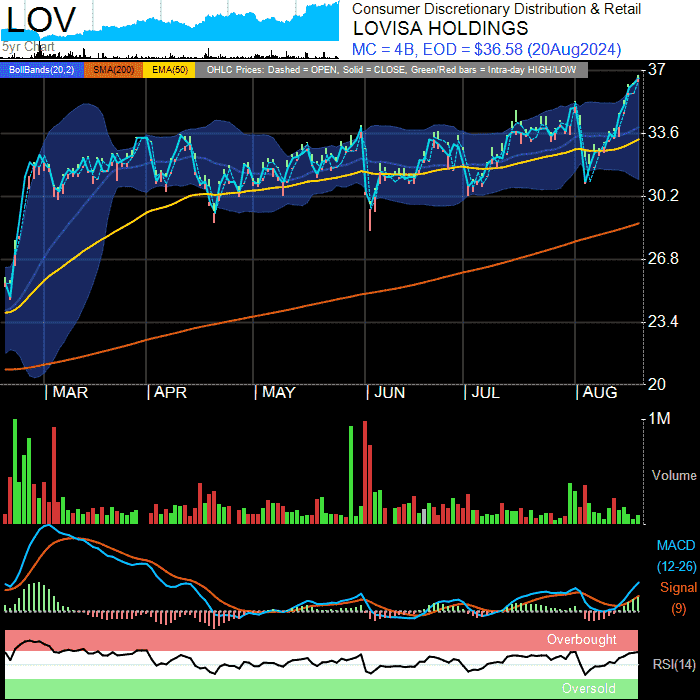 LOV
5yr Chart
Consumer Discretionary Distribution & Retail
LOVISA HOLDINGS
MC = 4B, EOD = $36.58 (20Aug2024)
BollBands(20,2) SMA(200) EMA(50) OHLC Prices: Dashed = OPEN, Solid = CLOSE, Green/Red bars = Intra-day HIGH/LOW
37
33.6
30.2
26.8
23.4
20
MAR APR MAY JUN JUL AUG
1M
Volume
MACD
(12-26)
Signal
(9)
Overbought
RSI(14)
Oversold